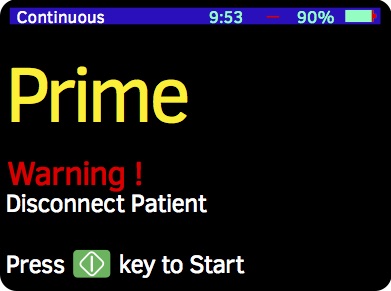 Continuous 9:53 90%
Prime
Warning !
Disconnect Patient
Press key to Start